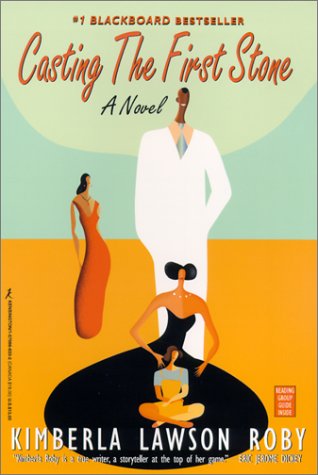 #1 BLACKBOARD BESTSELLER
Casting The First Stone
A Novel
READING
GROUP
GUIDE
INSIDE
KIMBERLA LAWSON ROBY
"Kimberla Roby is a true writer, a storyteller at the top of her game." — ERIC JEROME DICKEY